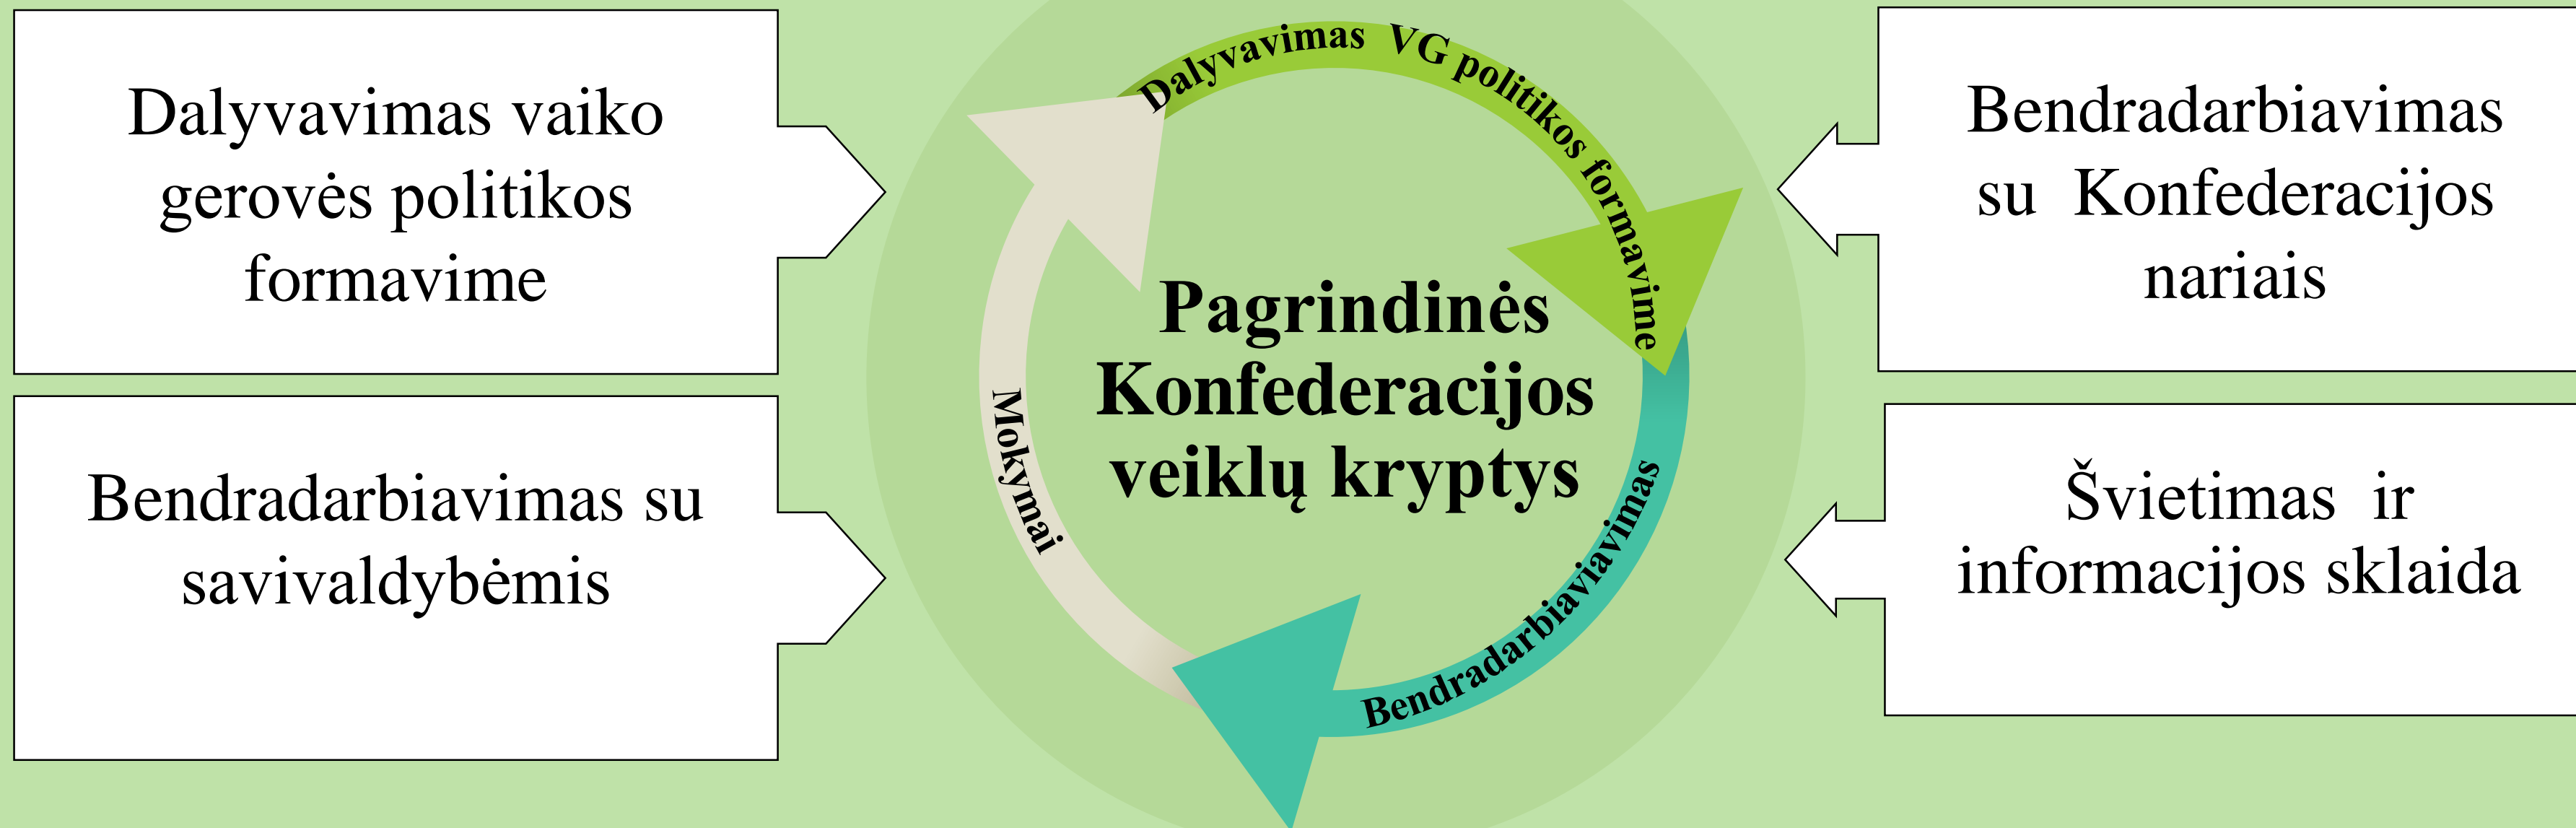 Dalyvavimas vaiko
gerovės politikos
formavime
Bendradarbiavimas su
savivaldybėmis
Dalyvavimas VG politikos formavime
Bendradarbiaviavimas
Mokymai
Pagrindinės
Konfederacijos
veiklų kryptys
Bendradarbiavimas
su Konfederacijos
nariais
Švietimas ir
informacijos sklaida